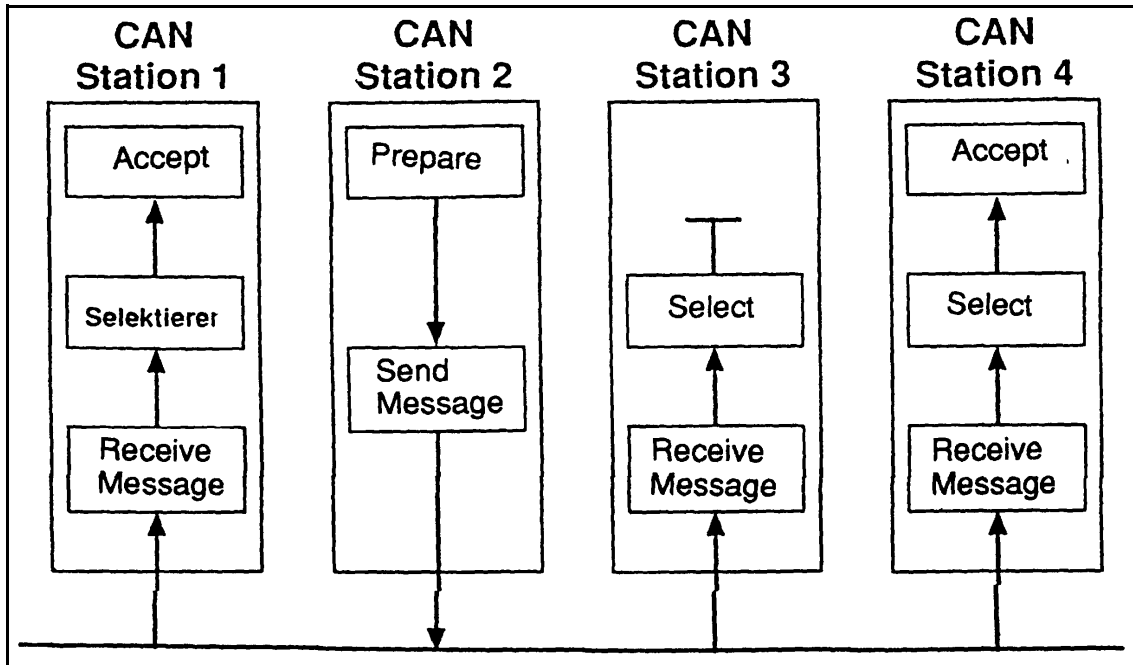 CAN
Station 1
Accept
Selektierer
Receive
Message
CAN
Station 2
Prepare
Send
Message
CAN
Station 3
Select
Receive
Message
CAN
Station 4
Accept
Select
Receive
Message